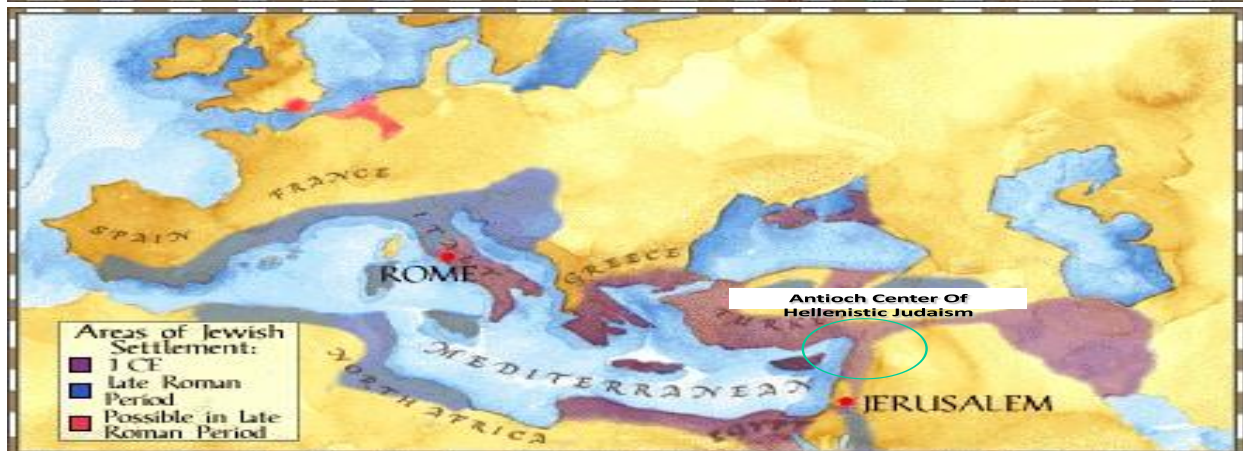 FRANCE
SPAIN
ITALY
ROME
GREECE
Antioch Center Of
Hellenistic Judaism
TURKEY
Areas of Jewish
Settlement:
1 CE
Late Roman
Period
Possible in late
Roman Period
MEDITERRANEAN
NORTH AFRICA
EGYPT
JERUSALEM